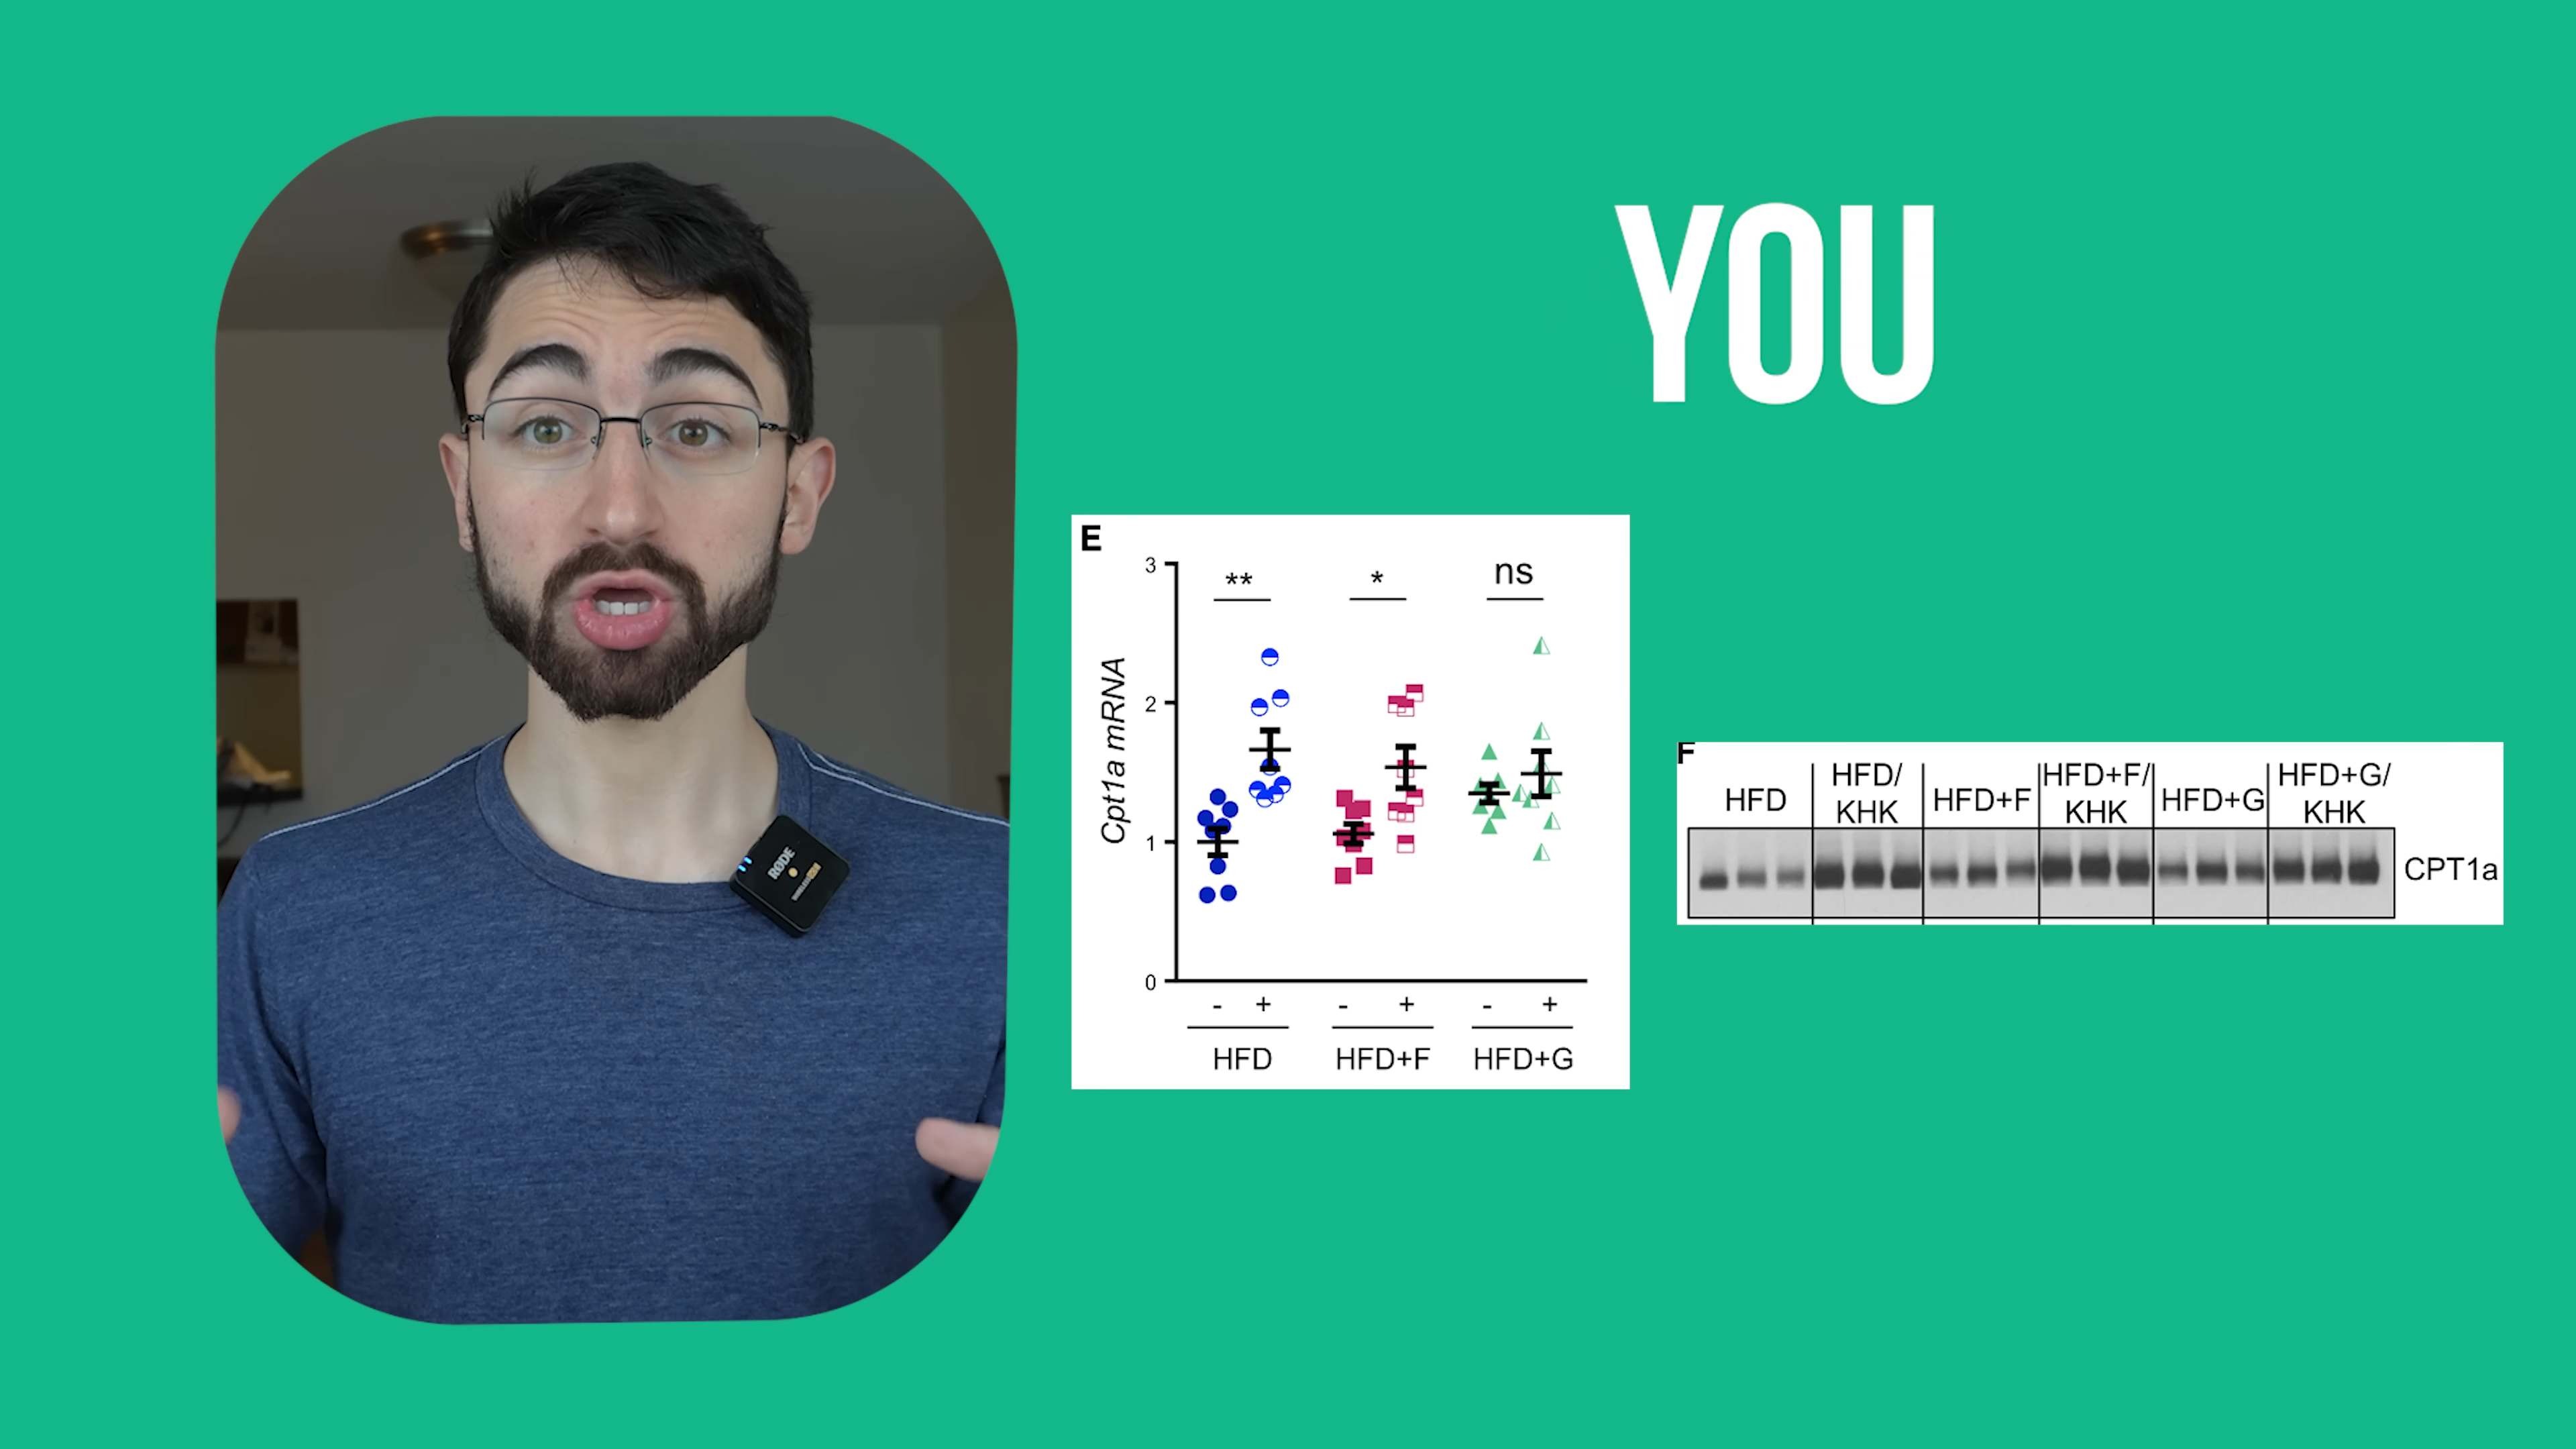 YOU
E
3
** * ns
2
1
0
Cpt1a mRNA
- + - + - +
HFD HFD+F HFD+G
F
HFD HFD/ KHK HFD+F HFD+F/ KHK HFD+G HFD+G/ KHK
CPT1a
RØDE